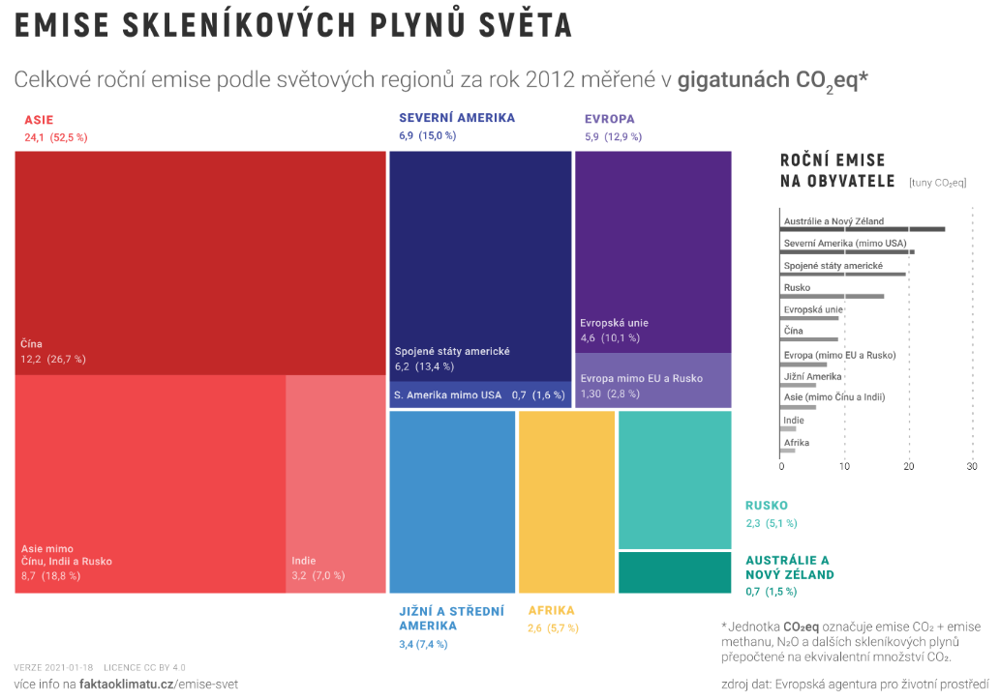 EMISE SKLENÍKOVÝCH PLYNŮ SVĚTA
Celkové roční emise podle světových regionů za rok 2012 měřené v gigatunách CO₂eq*
ASIE
24,1 (52,5 %)
SEVERNÍ AMERIKA
6,9 (15,0 %)
EVROPA
5,9 (12,9 %)
Čína
12,2 (26,7 %)
Spojené státy americké
6,2 (13,4 %)
S. Amerika mimo USA 0,7 (1,6 %)
Evropská unie
4,6 (10,1 %)
Evropa mimo EU a Rusko
1,30 (2,8 %)
Asie mimo
Čínu, Indii a Rusko
8,7 (18,8 %)
Indie
3,2 (7,0 %)
JIŽNÍ A STŘEDNÍ
AMERIKA
3,4 (7,4 %)
AFRIKA
2,6 (5,7 %)
ROČNÍ EMISE
NA OBYVATELE [tuny CO₂eq]
Austrálie a Nový Zéland
Severní Amerika (mimo USA)
Spojené státy americké
Rusko
Evropská unie
Čína
Evropa (mimo EU a Rusko)
Jižní Amerika
Asie (mimo Čínu a Indii)
Indie
Afrika
0 10 20 30
RUSKO
2,3 (5,1 %)
AUSTRÁLIE A
NOVÝ ZÉLAND
0,7 (1,5 %)
*Jednotka CO₂eq označuje emise CO₂ + emise
methanu, N₂O a dalších skleníkových plynů
přepočtené na ekvivalentní množství CO₂.
VERZE 2021-01-18 LICENCE CC BY 4.0
více info na faktaoklimatu.cz/emise-svet
zdroj dat: Evropská agentura pro životní prostředí